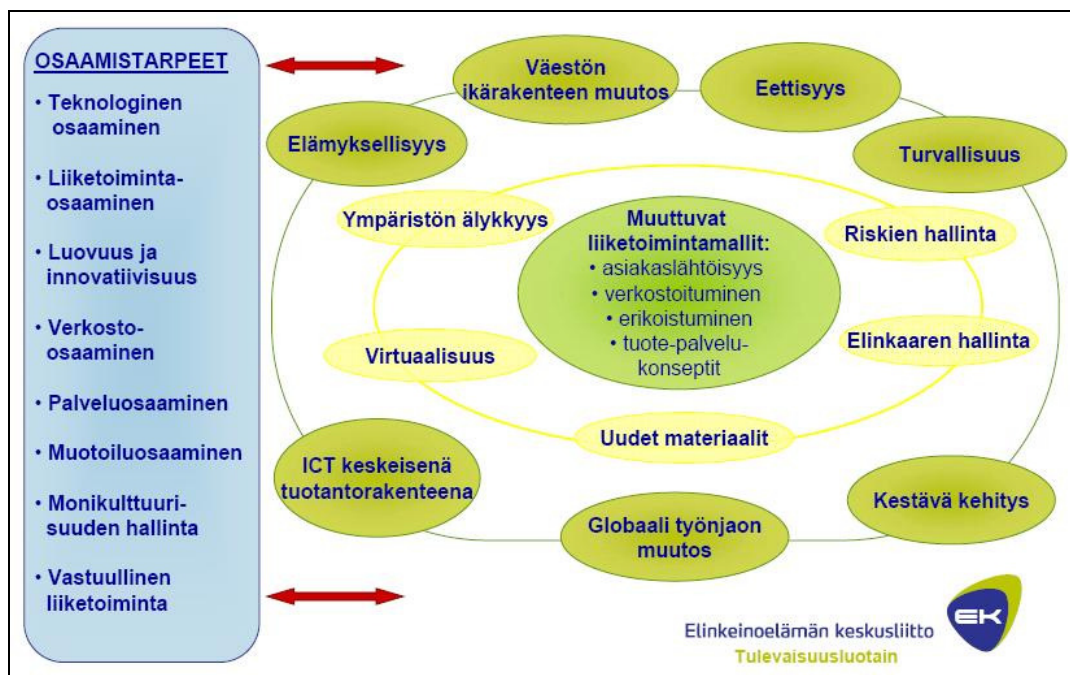 OSAAMISTARPEET
• Teknologinen
osaaminen
• Liiketoiminta-
osaaminen
• Luovuus ja
innovatiivisuus
• Verkosto-
osaaminen
• Palveluosaaminen
• Muotoiluosaaminen
• Monikulttuuri-
suuden hallinta
• Vastuullinen
liiketoiminta
Väestön
ikärakenteen muutos
Eettisyys
Elämyksellisyys
Turvallisuus
Ympäristön älykkyys
Muuttuvat
liiketoimintamallit:
• asiakaslähtöisyys
• verkostoituminen
• erikoistuminen
• tuote-palvelu-
konseptit
Riskien hallinta
Virtuaalisuus
Elinkaaren hallinta
Uudet materiaalit
ICT keskeisenä
tuotantorakenteena
Globaali työnjaon
muutos
Kestävä kehitys
EK
Elinkeinoelämän keskusliitto
Tulevaisuusluotain